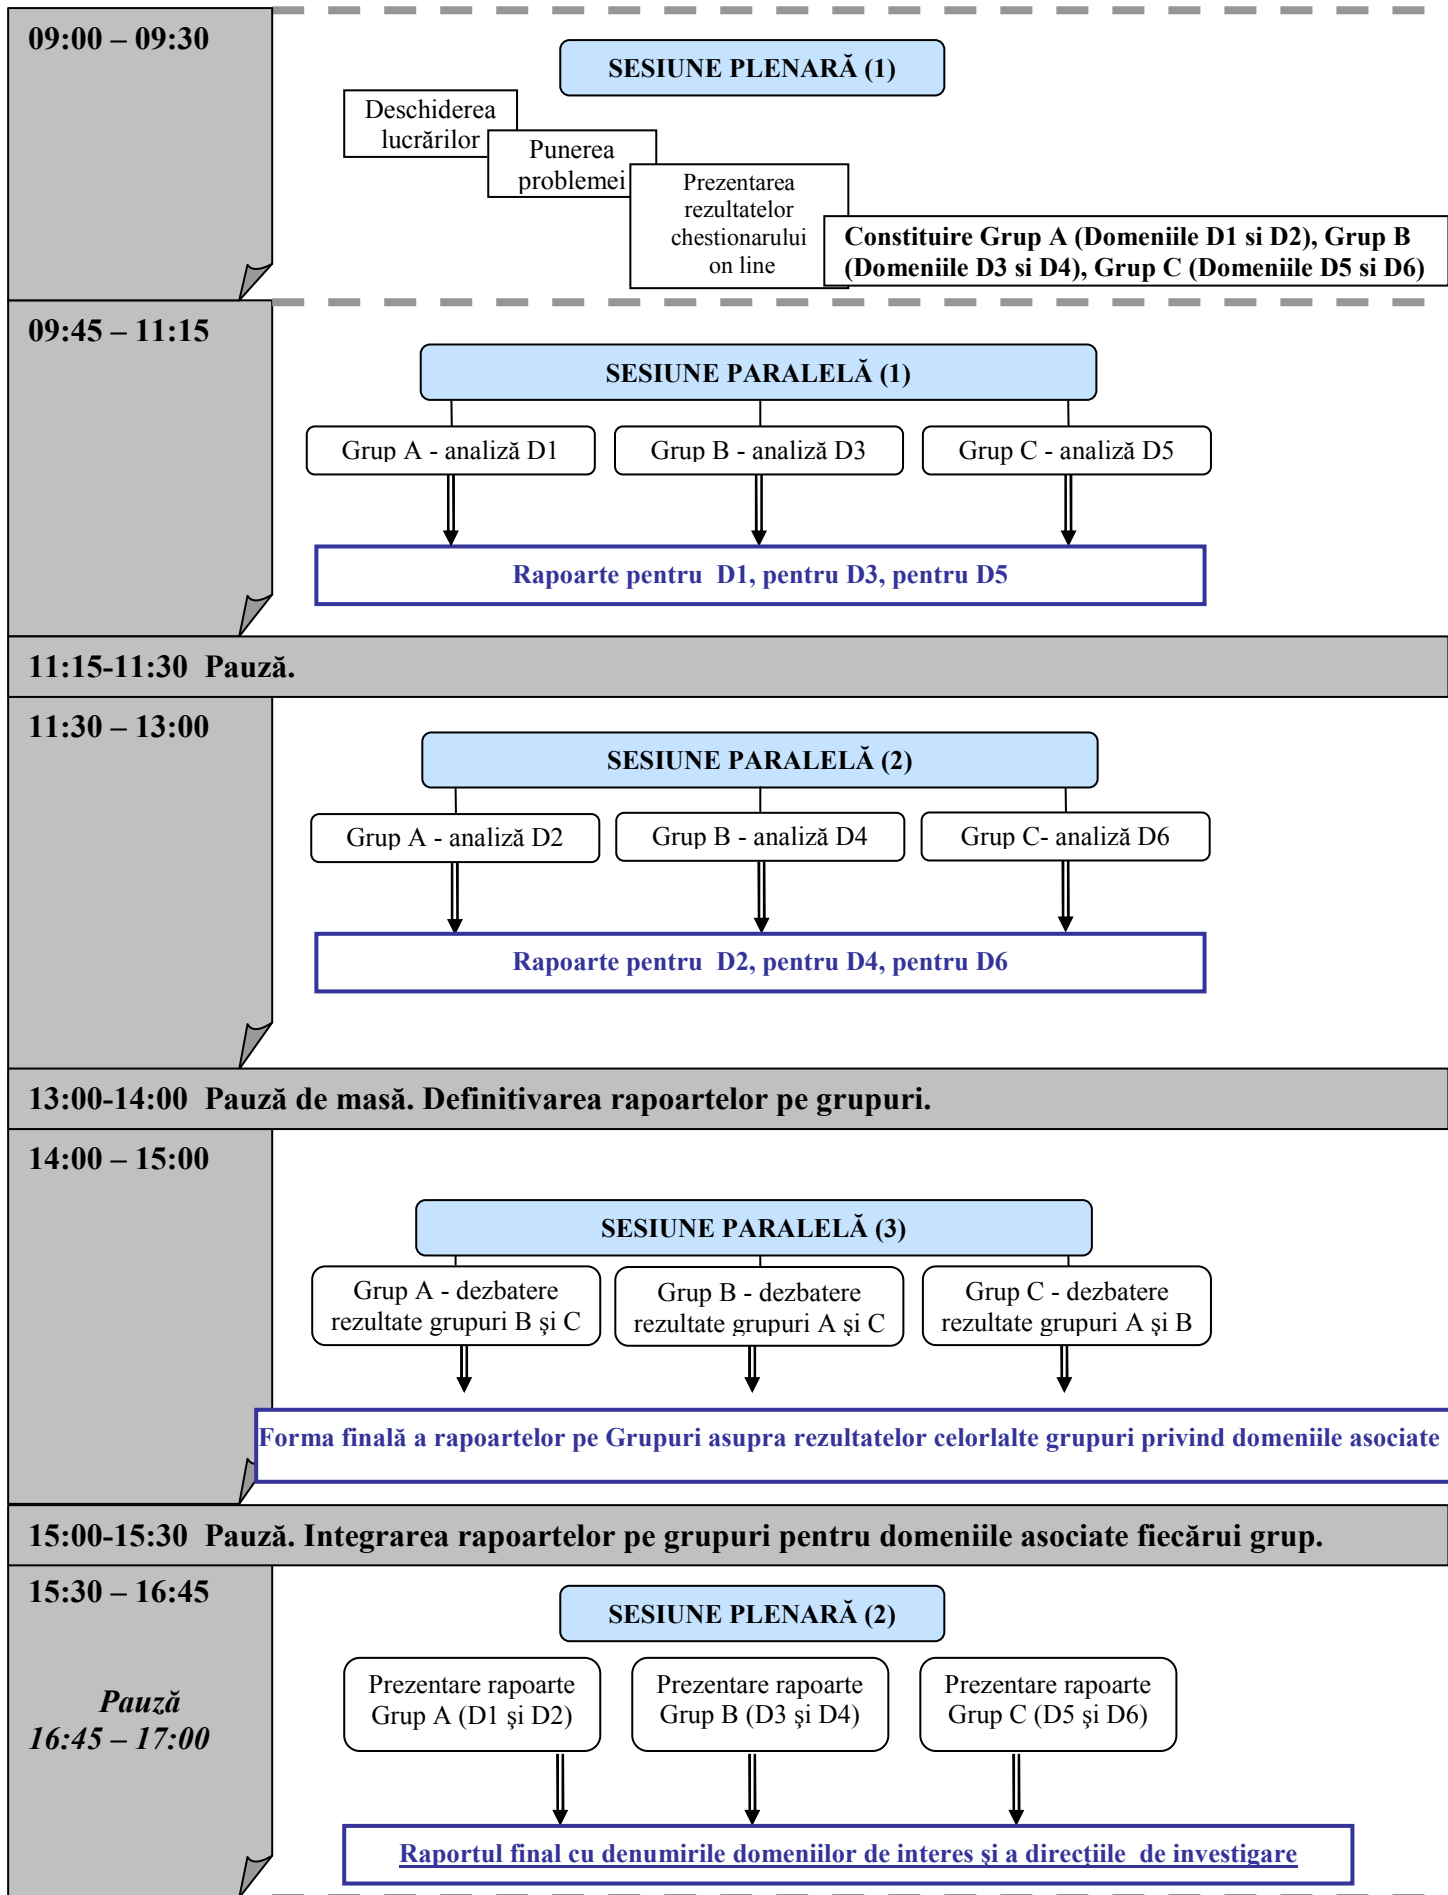 09:00 – 09:30
SESIUNE PLENARĂ (1)
Deschiderea
lucrărilor
Punerea
problemei
Prezentarea
rezultatelor
chestionarului
on line
Constituire Grup A (Domeniile D1 si D2), Grup B
(Domeniile D3 si D4), Grup C (Domeniile D5 si D6)
09:45 – 11:15
SESIUNE PARALELĂ (1)
Grup A - analiză D1
Grup B - analiză D3
Grup C - analiză D5
Rapoarte pentru  D1, pentru D3, pentru D5
11:15-11:30  Pauză.
11:30 – 13:00
SESIUNE PARALELĂ (2)
Grup A - analiză D2
Grup B - analiză D4
Grup C- analiză D6
Rapoarte pentru  D2, pentru D4, pentru D6
13:00-14:00  Pauză de masă. Definitivarea rapoartelor pe grupuri.
14:00 – 15:00
SESIUNE PARALELĂ (3)
Grup A - dezbatere
rezultate grupuri B şi C
Grup B - dezbatere
rezultate grupuri A şi C
Grup C - dezbatere
rezultate grupuri A şi B
Forma finală a rapoartelor pe Grupuri asupra rezultatelor celorlalte grupuri privind domeniile asociate
15:00-15:30  Pauză. Integrarea rapoartelor pe grupuri pentru domeniile asociate fiecărui grup.
15:30 – 16:45
SESIUNE PLENARĂ (2)
Pauză
16:45 – 17:00
Prezentare rapoarte
Grup A (D1 şi D2)
Prezentare rapoarte
Grup B (D3 şi D4)
Prezentare rapoarte
Grup C (D5 şi D6)
Raportul final cu denumirile domeniilor de interes şi a direcţiile  de investigare